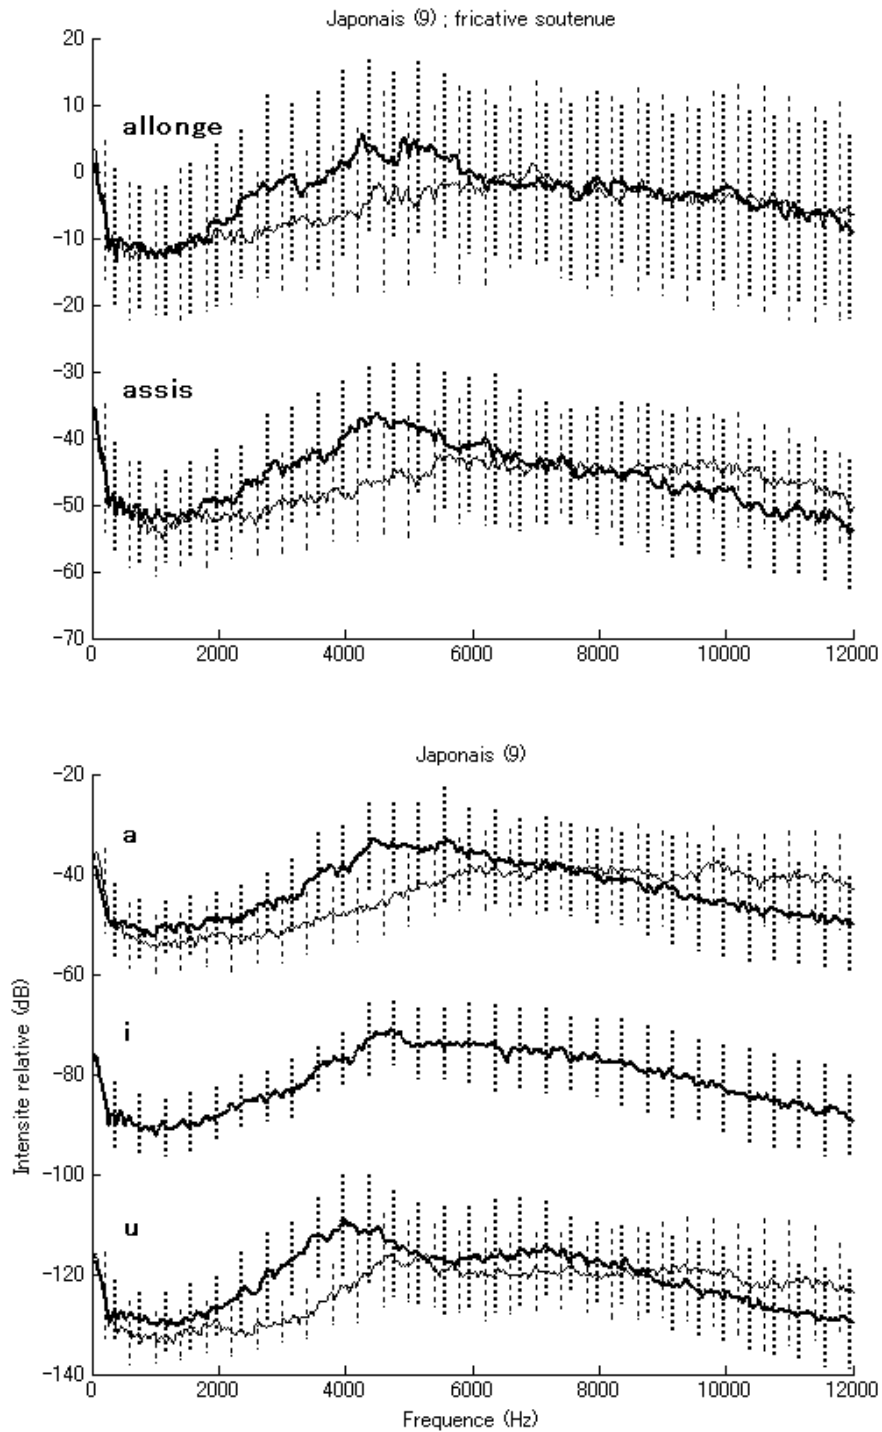 Japonais (9) ; fricative soutenue
20
10
0
-10
-20
-30
-40
-50
-60
-70
allonge
assis
0 2000 4000 6000 8000 10000 12000
Japonais (9)
-20
-40
-60
-80
-100
-120
-140
Intensite relative (dB)
a
i
u
0 2000 4000 6000 8000 10000 12000
Frequence (Hz)